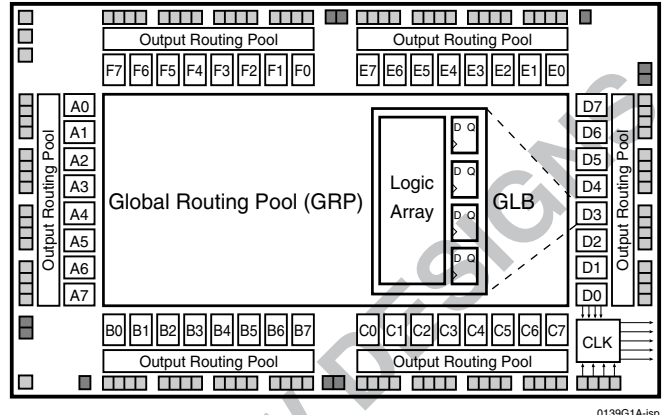 Output Routing Pool
Output Routing Pool
F7 F6 F5 F4 F3 F2 F1 F0
E7 E6 E5 E4 E3 E2 E1 E0
Output Routing Pool
A0
A1
A2
A3
A4
A5
A6
A7
Global Routing Pool (GRP)
Logic
Array
D Q
D Q
D Q
D Q
GLB
D7
D6
D5
D4
D3
D2
D1
D0
Output Routing Pool
CLK
B0 B1 B2 B3 B4 B5 B6 B7
C0 C1 C2 C3 C4 C5 C6 C7
Output Routing Pool
Output Routing Pool
DESIGNS
0139G1A-isp